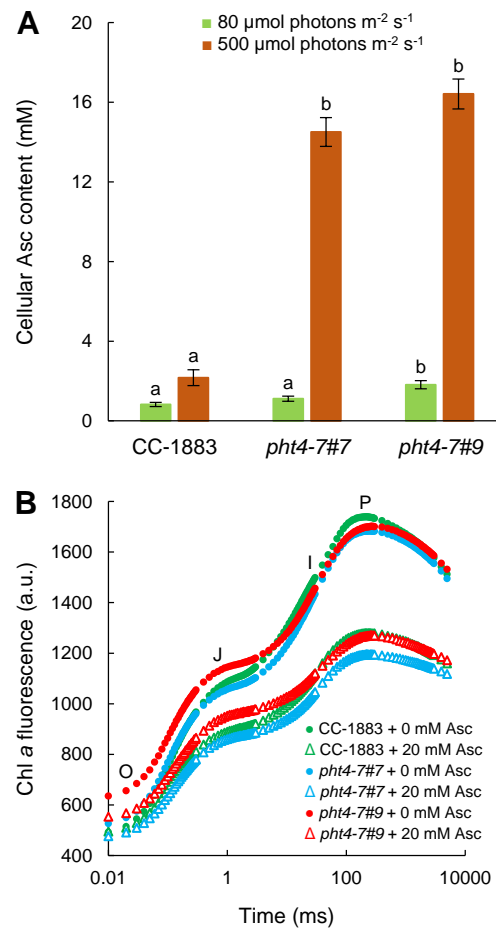 A
80 µmol photons m⁻² s⁻¹
500 µmol photons m⁻² s⁻¹
Cellular Asc content (mM)
20
16
12
8
4
0
a
a
a
b
b
b
CC-1883
pht4-7#7
pht4-7#9
B
Chl a fluorescence (a.u.)
1800
1600
1400
1200
1000
800
600
400
O
J
I
P
CC-1883 + 0 mM Asc
CC-1883 + 20 mM Asc
pht4-7#7 + 0 mM Asc
pht4-7#7 + 20 mM Asc
pht4-7#9 + 0 mM Asc
pht4-7#9 + 20 mM Asc
0.01
1
100
10000
Time (ms)